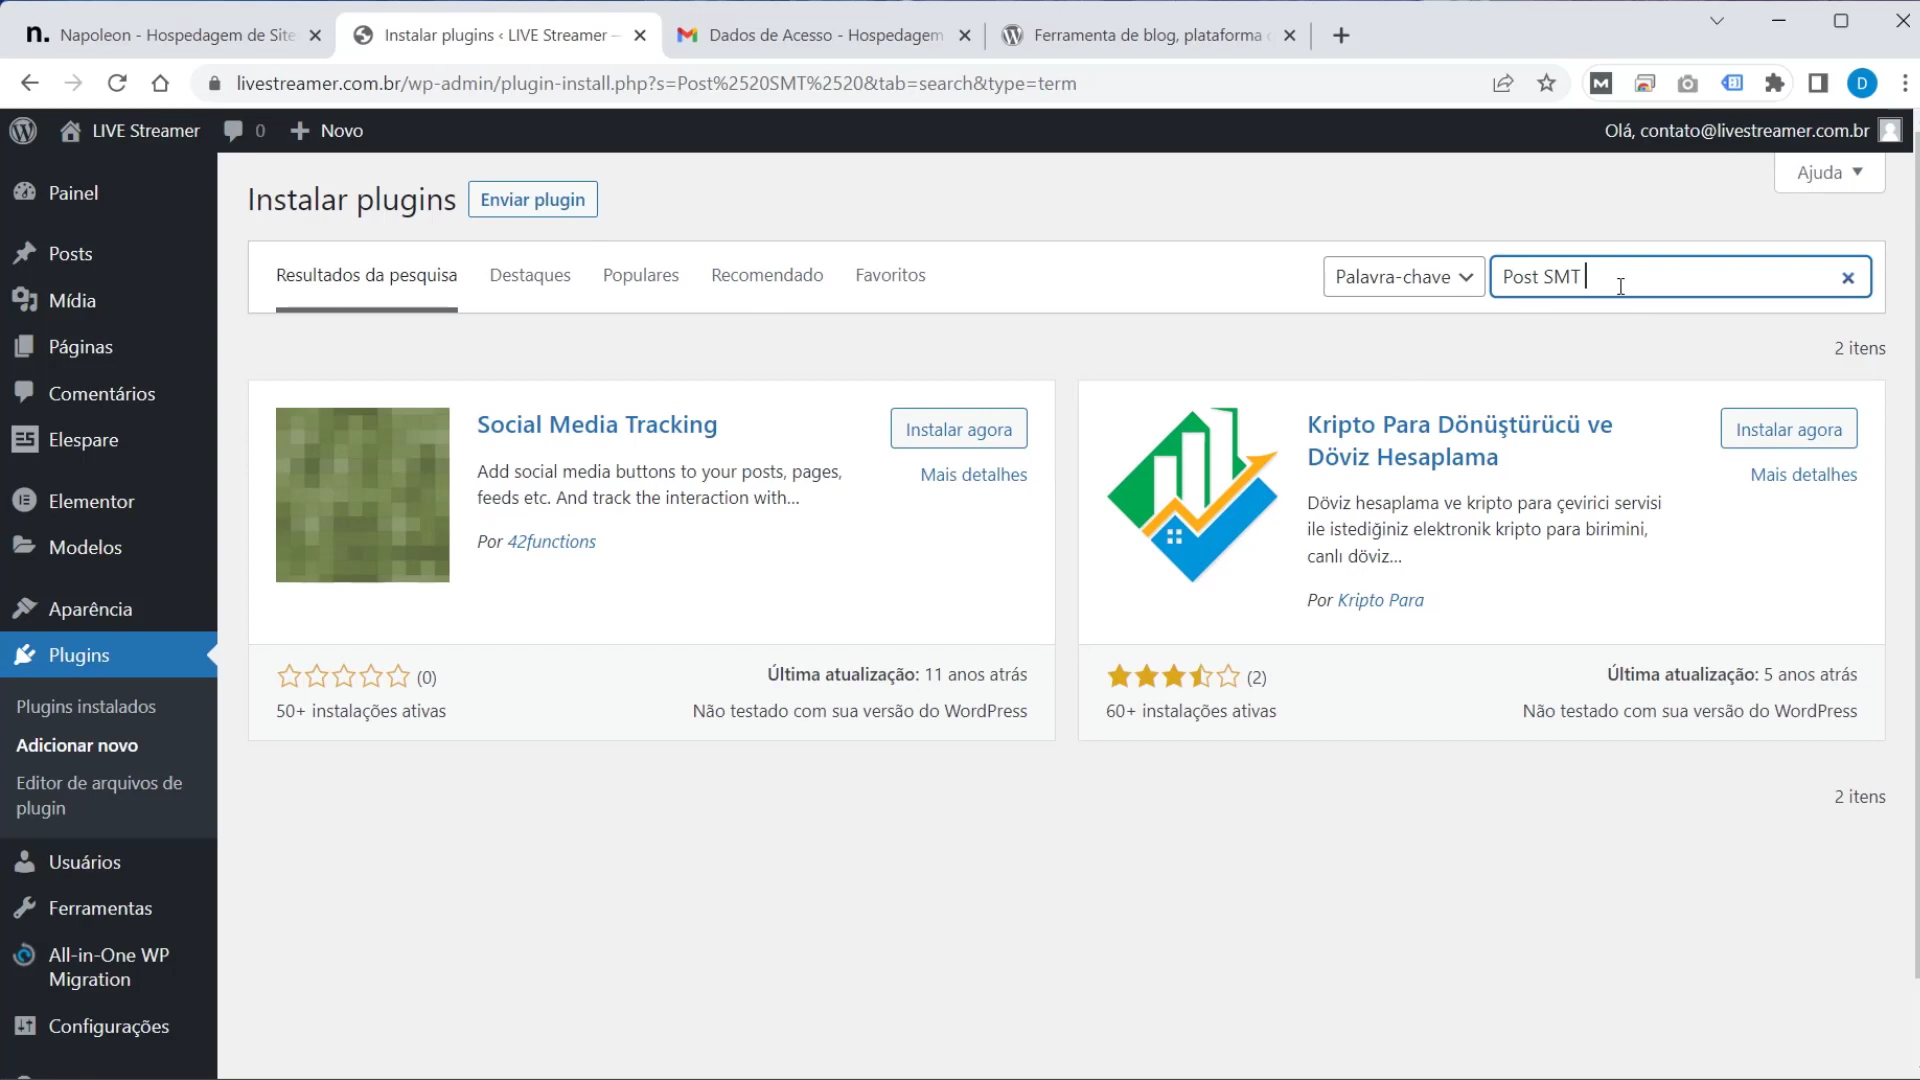 n. Napoleon - Hospedagem de Site
Instalar plugins ‹ LIVE Streamer –
Dados de Acesso - Hospedagem
Ferramenta de blog, plataforma
livestreamer.com.br/wp-admin/plugin-install.php?s=Post%2520SMT%2520&tab=search&type=term
M
D
LIVE Streamer
0
Novo
Olá, contato@livestreamer.com.br
Painel
Posts
Mídia
Páginas
Comentários
Elespare
Elementor
Modelos
Aparência
Plugins
Plugins instalados
Adicionar novo
Editor de arquivos de
plugin
Usuários
Ferramentas
All-in-One WP
Migration
Configurações
Instalar plugins
Enviar plugin
Ajuda
Resultados da pesquisa
Destaques
Populares
Recomendado
Favoritos
Palavra-chave
Post SMT
2 itens
Social Media Tracking
Instalar agora
Mais detalhes
Add social media buttons to your posts, pages,
feeds etc. And track the interaction with...
Por 42functions
(0)
50+ instalações ativas
Última atualização: 11 anos atrás
Não testado com sua versão do WordPress
Kripto Para Dönüştürücü ve
Döviz Hesaplama
Instalar agora
Mais detalhes
Döviz hesaplama ve kripto para çevirici servisi
ile istediğiniz elektronik kripto para birimini,
canlı döviz...
Por Kripto Para
(2)
60+ instalações ativas
Última atualização: 5 anos atrás
Não testado com sua versão do WordPress
2 itens